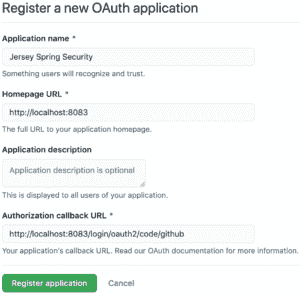 Register a new OAuth application
Application name *
Jersey Spring Security
Something users will recognize and trust.
Homepage URL *
http://localhost:8083
The full URL to your application homepage.
Application description
Application description is optional
This is displayed to all users of your application.
Authorization callback URL *
http://localhost:8083/login/oauth2/code/github
Your application's callback URL. Read our OAuth documentation for more information.
Register application Cancel